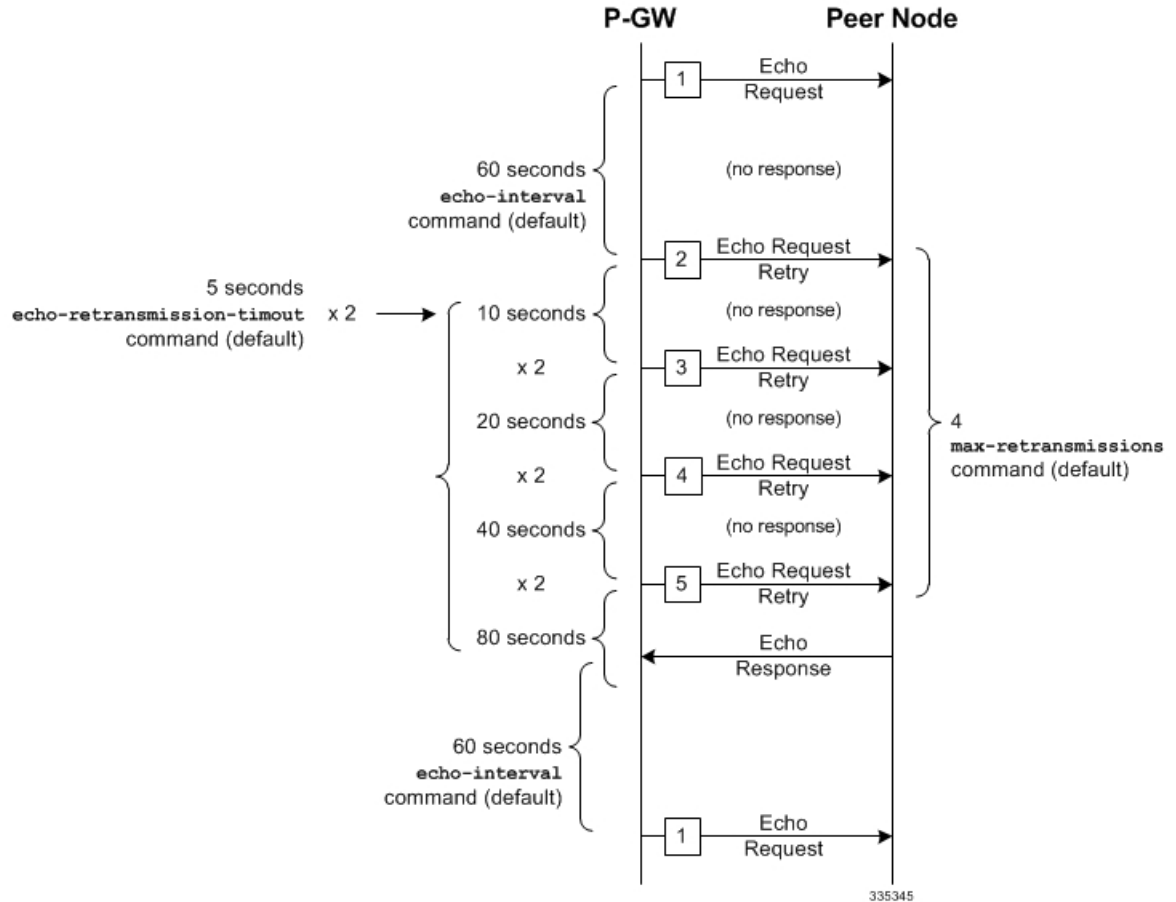 P-GW Peer Node
1 Echo
Request
60 seconds
echo-interval
command (default)
(no response)
2 Echo Request
Retry
5 seconds
echo-retransmission-timout
command (default)
x 2
10 seconds
(no response)
x 2
3 Echo Request
Retry
20 seconds
(no response)
4
max-retransmissions
command (default)
x 2
4 Echo Request
Retry
40 seconds
(no response)
x 2
5 Echo Request
Retry
80 seconds
Echo
Response
60 seconds
echo-interval
command (default)
1 Echo
Request
335345